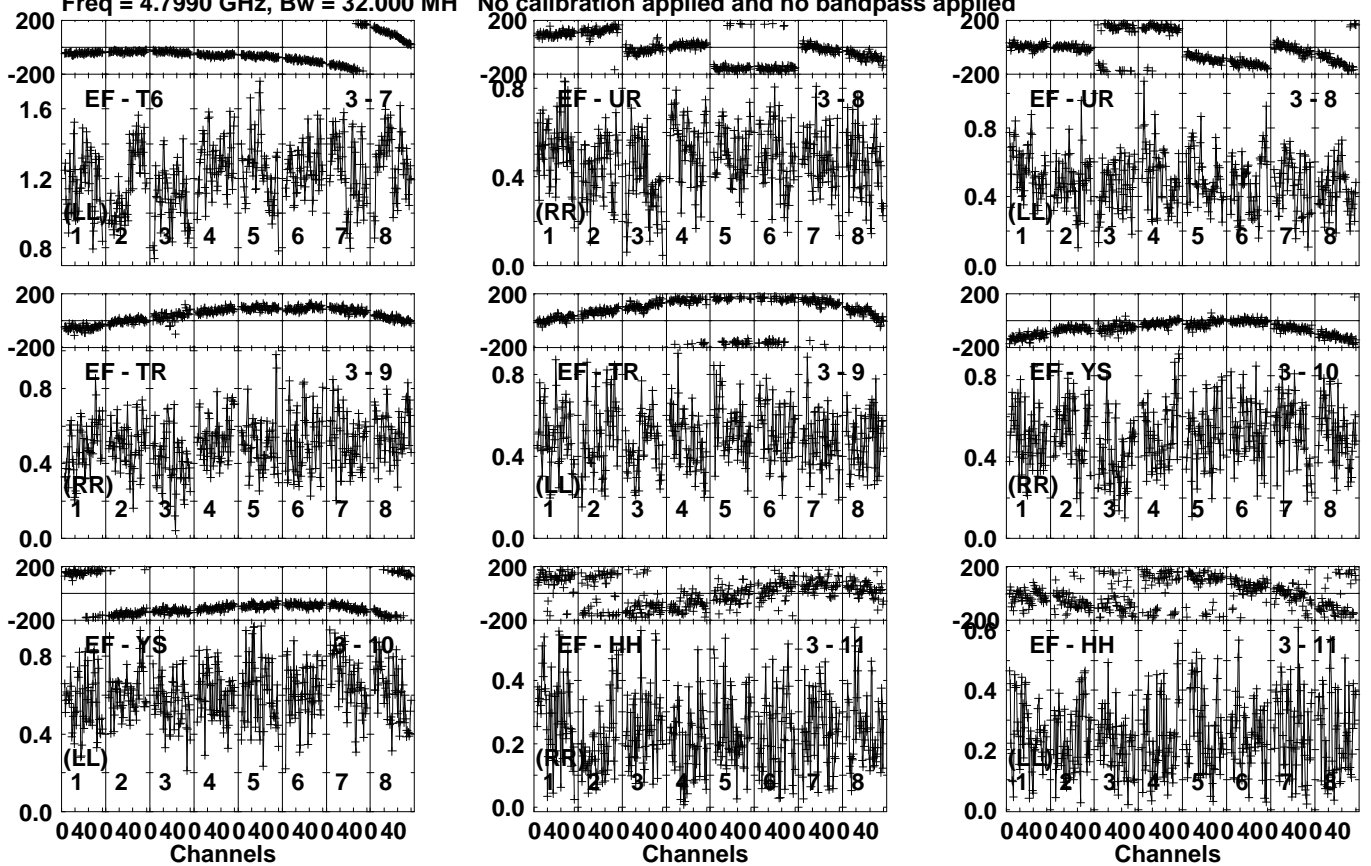 Freq = 4.7990 GHz, Bw = 32.000 MH No calibration applied and no bandpass applied
200
-200
1.6
1.2
0.8
EF - T6 3 - 7
(LL)
1 2 3 4 5 6 7 8
200
-200
0.8
0.4
0.0
EF - UR 3 - 8
(RR)
1 2 3 4 5 6 7 8
200
-200
0.8
0.4
0.0
EF - UR 3 - 8
(LL)
1 2 3 4 5 6 7 8
200
-200
0.8
0.4
0.0
EF - TR 3 - 9
(RR)
1 2 3 4 5 6 7 8
200
-200
0.8
0.4
0.0
EF - TR 3 - 9
(LL)
1 2 3 4 5 6 7 8
200
-200
0.8
0.4
0.0
EF - YS 3 - 10
(RR)
1 2 3 4 5 6 7 8
200
-200
0.8
0.4
0.0
EF - YS 3 - 10
(LL)
1 2 3 4 5 6 7 8
0 40 0 40 0 40 0 40 0 40 0 40 0 40 0 40
Channels
200
-200
0.4
0.2
0.0
EF - HH 3 - 11
(RR)
1 2 3 4 5 6 7 8
0 40 0 40 0 40 0 40 0 40 0 40 0 40 0 40
Channels
200
-200
0.6
0.4
0.2
0.0
EF - HH 3 - 11
(LL)
1 2 3 4 5 6 7 8
0 40 0 40 0 40 0 40 0 40 0 40 0 40 0 40
Channels